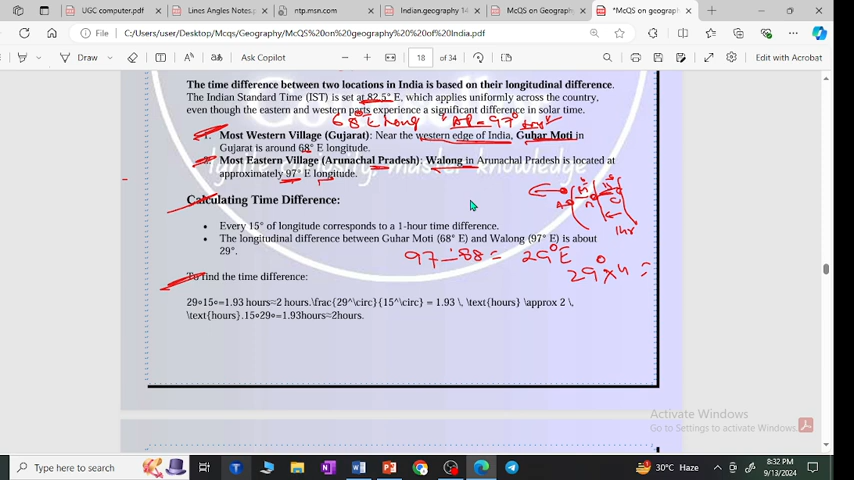 UGC computer.pdf
Lines Angles Notes.p
ntp.msn.com
Indian.geography 14
McQS on Geograph
*McQS on geograph
File
C:/Users/user/Desktop/Mcqs/Geography/McQS%20on%20geography%20%20of%20India.pdf
Draw
Ask Copilot
18 of 34
Edit with Acrobat
The time difference between two locations in India is based on their longitudinal difference.
The Indian Standard Time (IST) is set at 82.5° E, which applies uniformly across the country,
even though the eastern and western parts experience a significant difference in solar time.
68°E long
97°
1. Most Western Village (Gujarat): Near the western edge of India, Guhar Moti in
Gujarat is around 68° E longitude.
2. Most Eastern Village (Arunachal Pradesh): Walong in Arunachal Pradesh is located at
approximately 97° E longitude.
Calculating Time Difference:
1hr
• Every 15° of longitude corresponds to a 1-hour time difference.
• The longitudinal difference between Guhar Moti (68° E) and Walong (97° E) is about
29°.
97 - 88 = 29°E
29° x 4 =
To find the time difference:
29∘15∘=1.93 hours≈2 hours.\frac{29^\circ}{15^\circ} = 1.93 \, \text{hours} \approx 2 \,
\text{hours}.15∘29∘=1.93hours≈2hours.
Activate Windows
Go to Settings to activate Windows.
Type here to search
30°C Haze
8:32 PM
9/13/2024